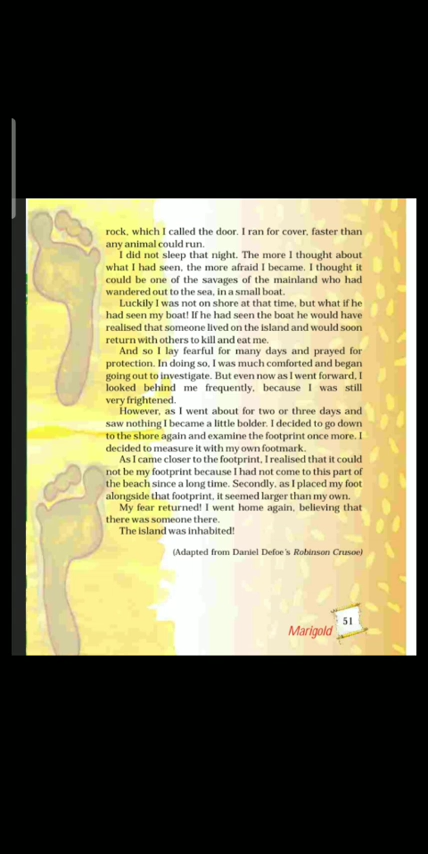 rock, which I called the door. I ran for cover, faster than
any animal could run.
I did not sleep that night. The more I thought about
what I had seen, the more afraid I became. I thought it
could be one of the savages of the mainland who had
wandered out to the sea, in a small boat.
Luckily I was not on shore at that time, but what if he
had seen my boat! If he had seen the boat he would have
realised that someone lived on the island and would soon
return with others to kill and eat me.
And so I lay fearful for many days and prayed for
protection. In doing so, I was much comforted and began
going out to investigate. But even now as I went forward, I
looked behind me frequently, because I was still
very frightened.
However, as I went about for two or three days and
saw nothing I became a little bolder. I decided to go down
to the shore again and examine the footprint once more. I
decided to measure it with my own footmark.
As I came closer to the footprint, I realised that it could
not be my footprint because I had not come to this part of
the beach since a long time. Secondly, as I placed my foot
alongside that footprint, it seemed larger than my own.
My fear returned! I went home again, believing that
there was someone there.
The island was inhabited!
(Adapted from Daniel Defoe's Robinson Crusoe)
51
Marigold